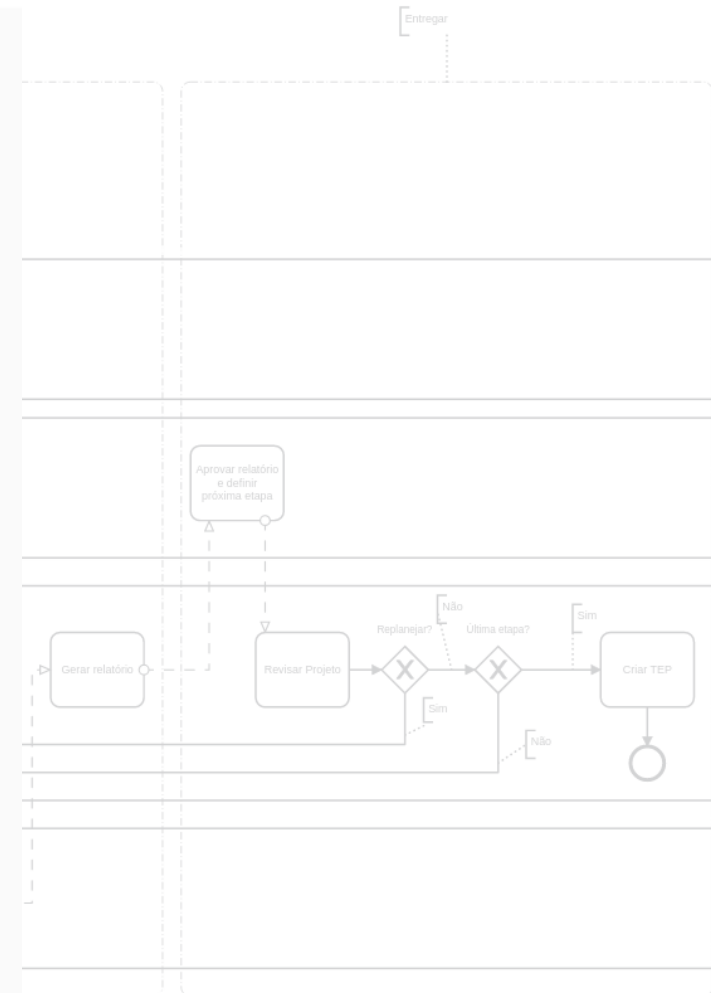 Entregar
Aprovar relatório
e definir
próxima etapa
Não
Sim
Replanejar?
Última etapa?
Gerar relatório
Revisar Projeto
Criar TEP
Sim
Não